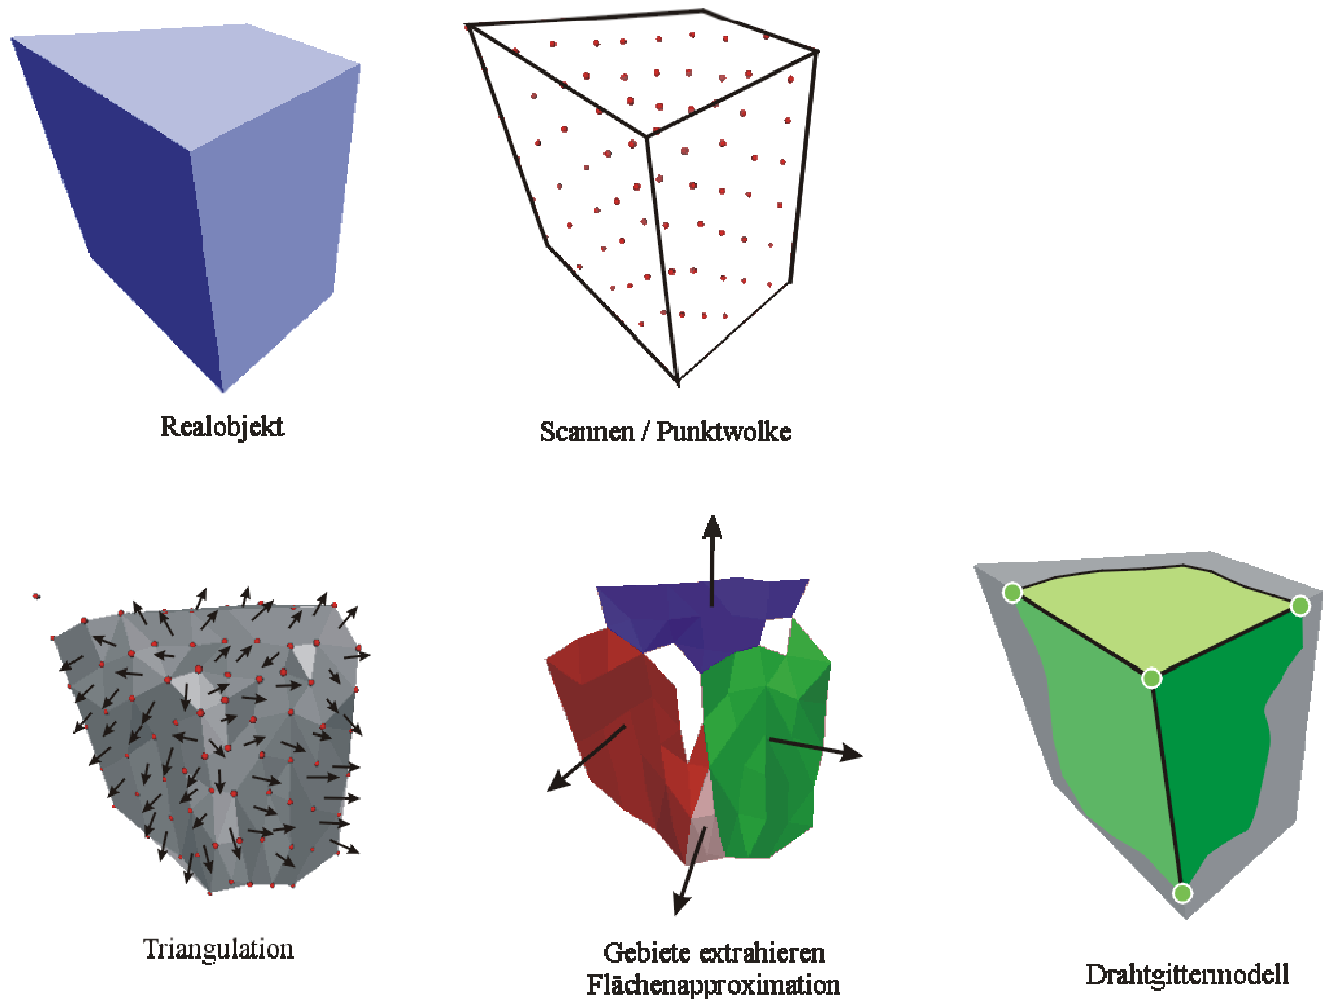 Realobjekt
Scannen / Punktwolke
Triangulation
Gebiete extrahieren
Flächenapproximation
Drahtgittermodell